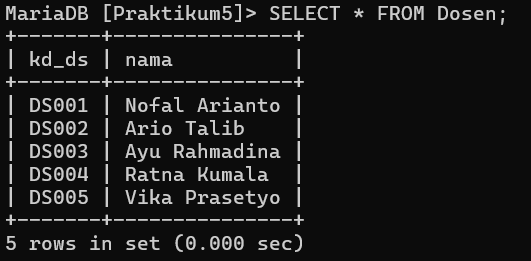 MariaDB [Praktikum5]> SELECT * FROM Dosen;
+-------+---------------+
| kd_ds | nama          |
+-------+---------------+
| DS001 | Nofal Arianto |
| DS002 | Ario Talib    |
| DS003 | Ayu Rahmadina |
| DS004 | Ratna Kumala  |
| DS005 | Vika Prasetyo |
+-------+---------------+
5 rows in set (0.000 sec)